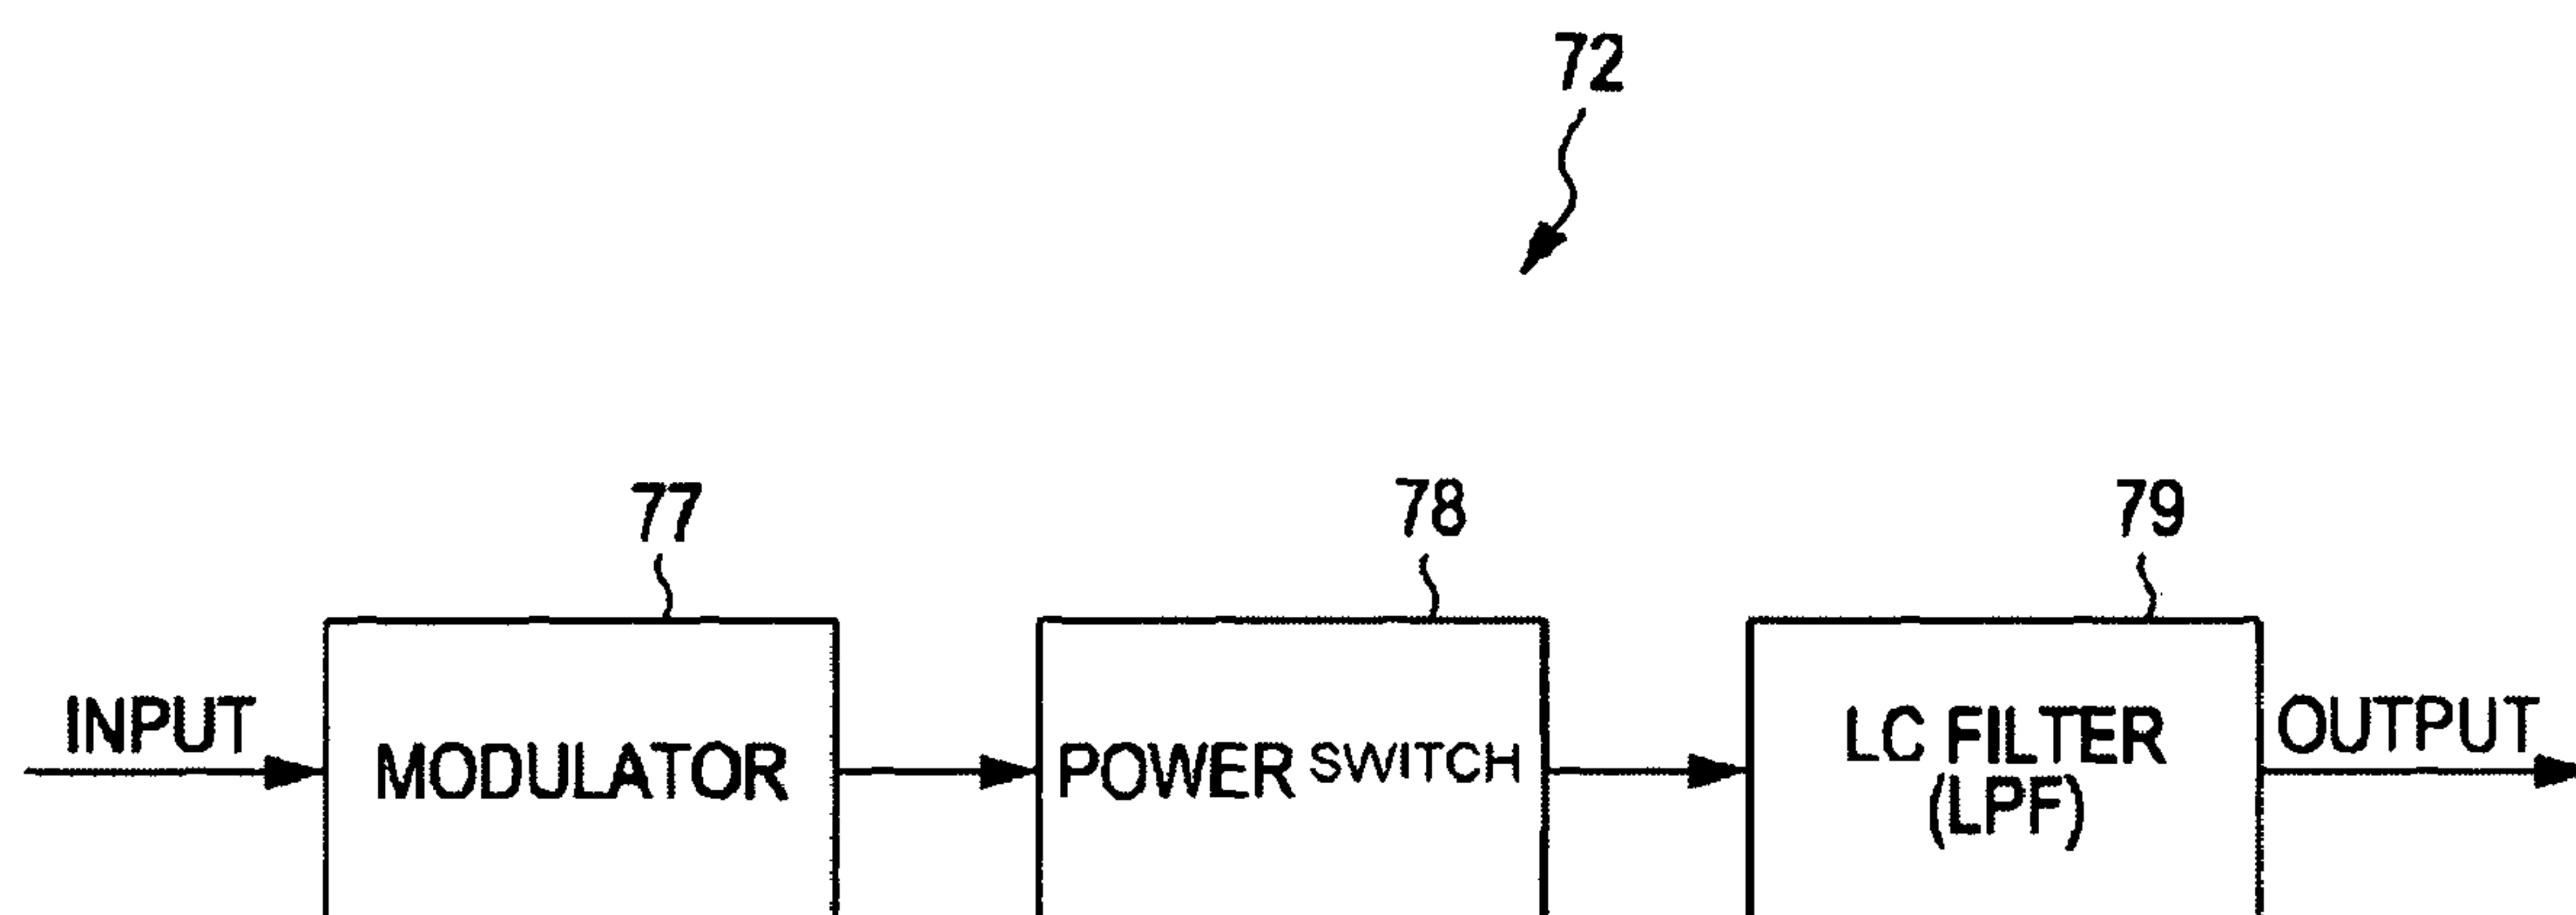 72
77
78
79
INPUT
MODULATOR
POWER SWITCH
LC FILTER
(LPF)
OUTPUT